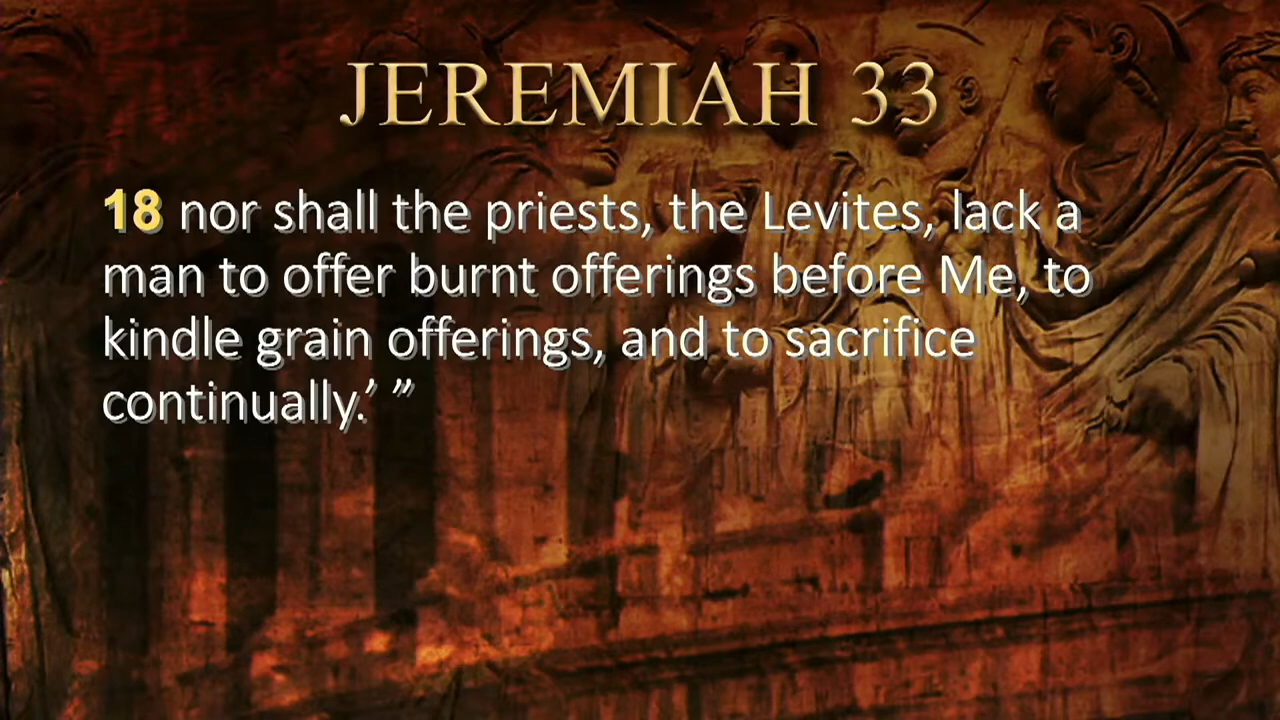 JEREMIAH 33
18 nor shall the priests, the Levites, lack a
man to offer burnt offerings before Me, to
kindle grain offerings, and to sacrifice
continually.’ ”